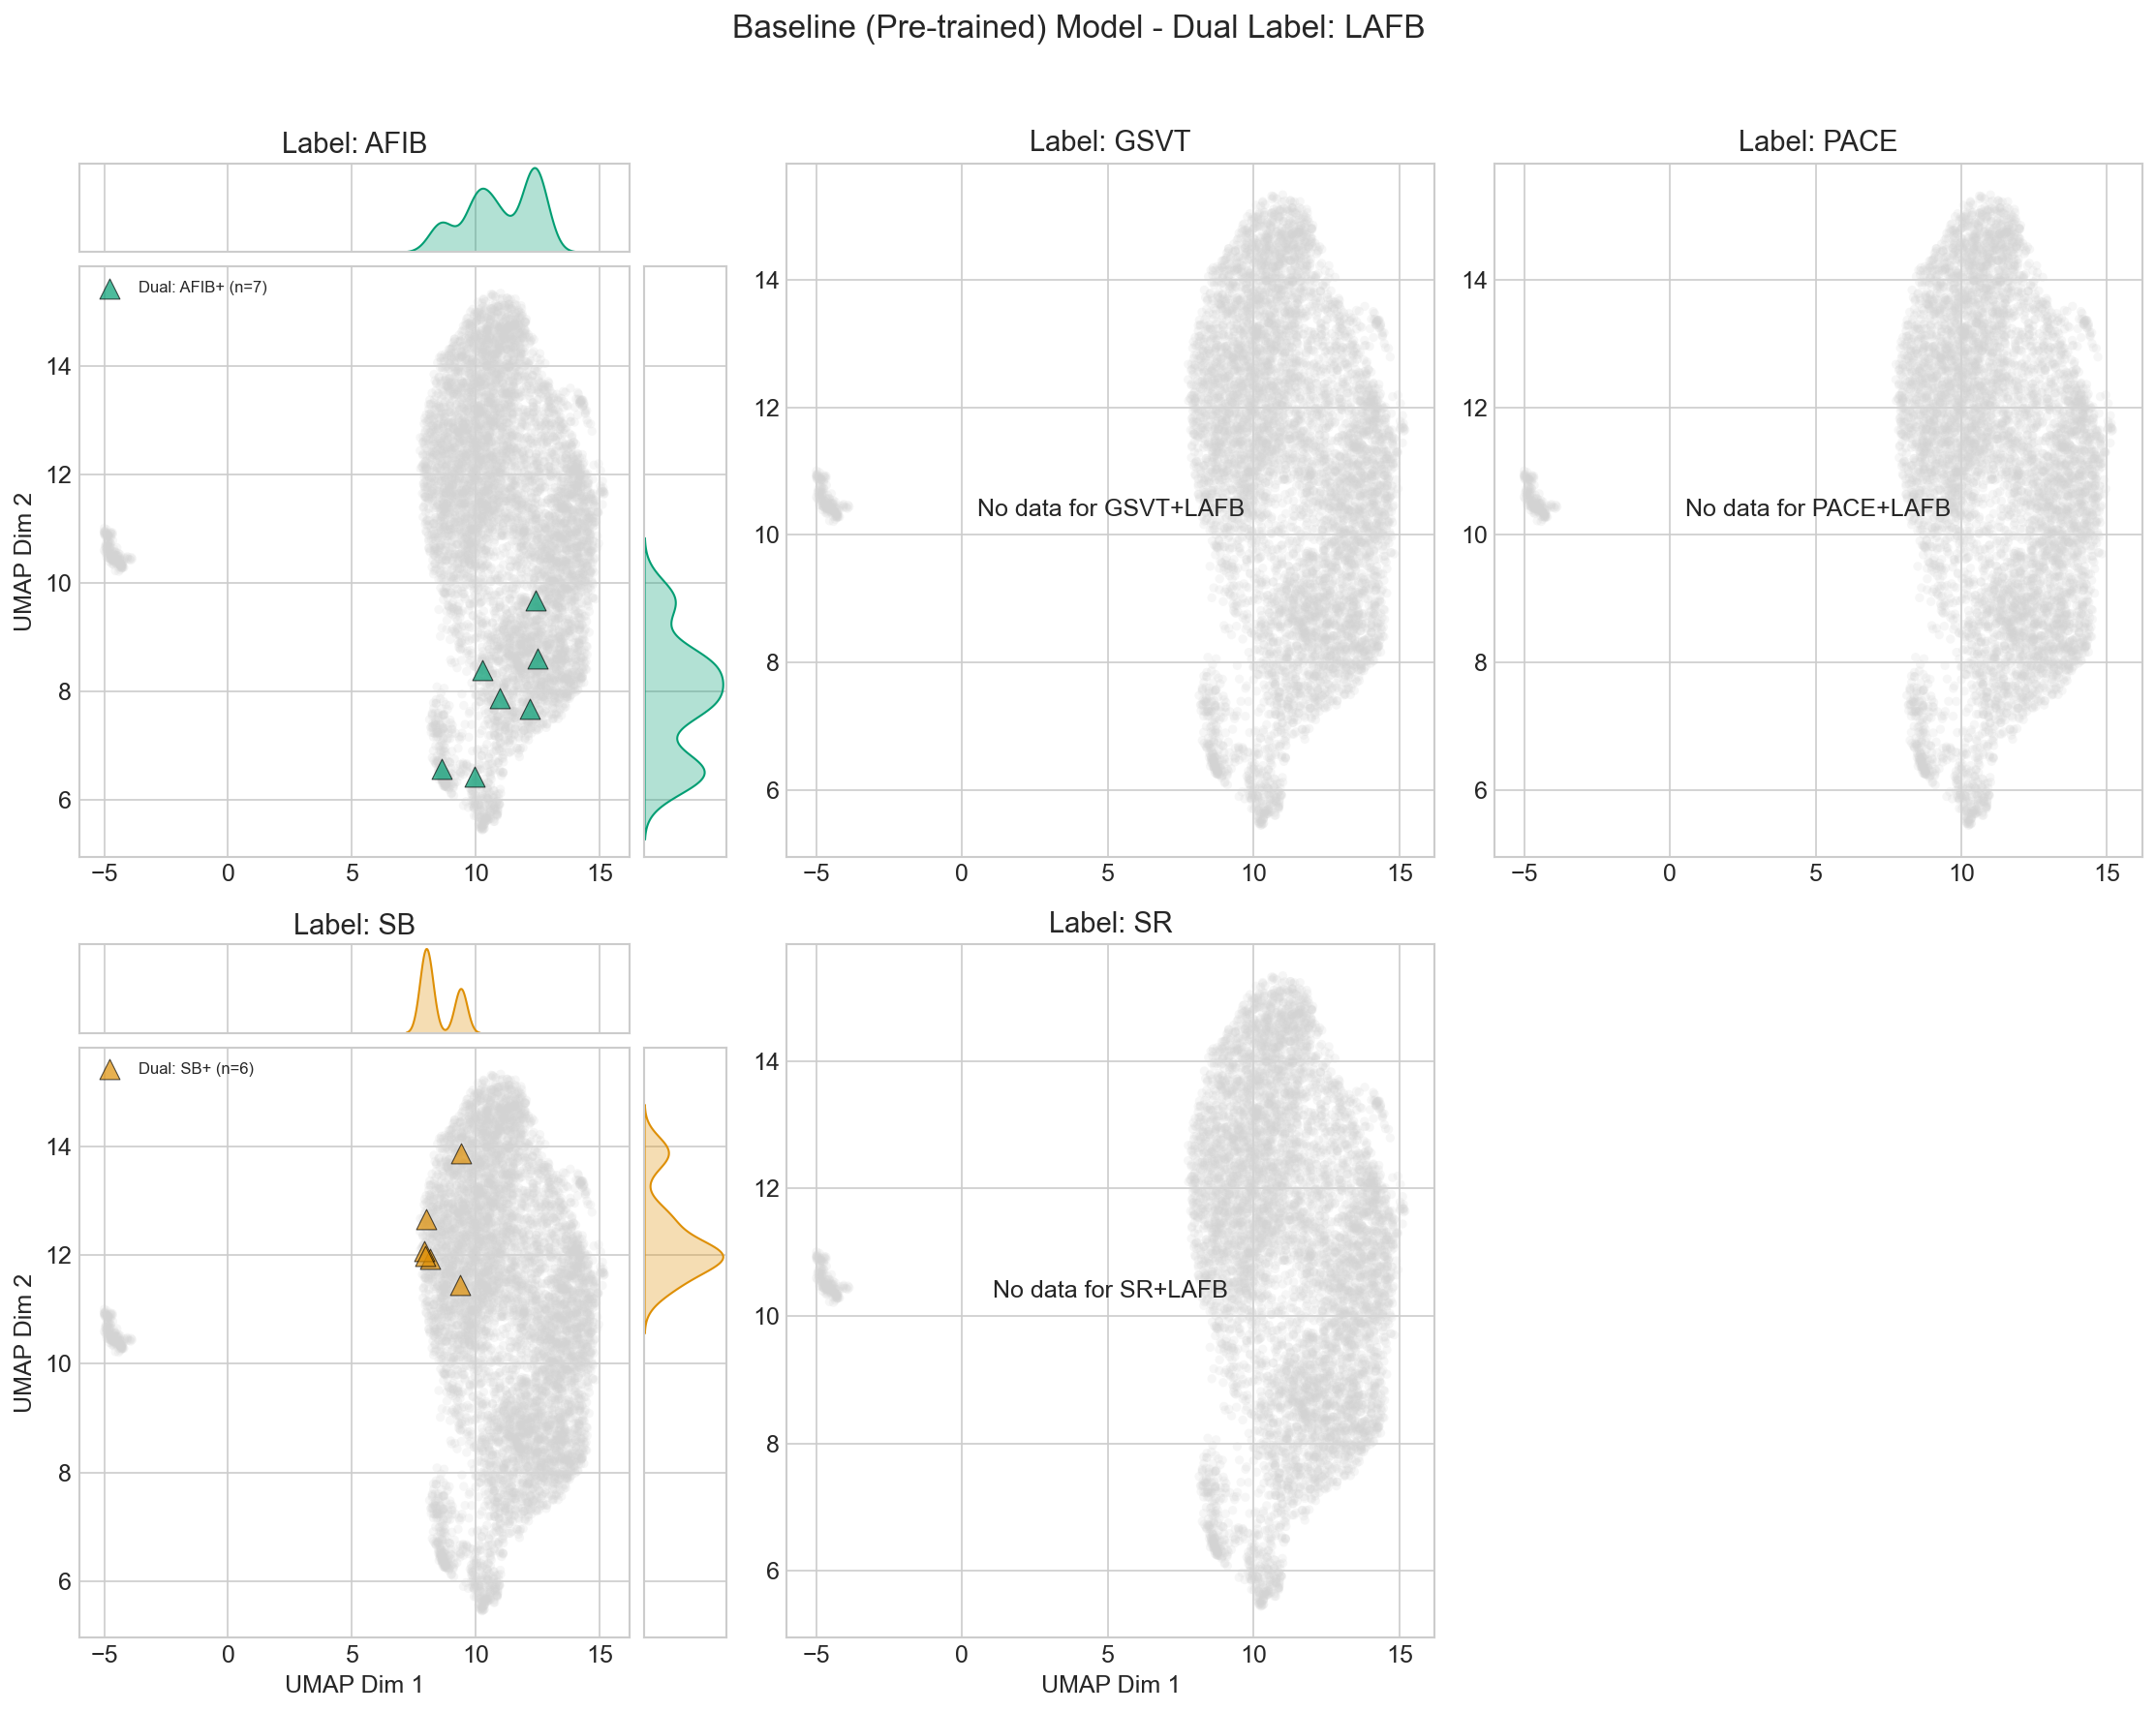 Baseline (Pre-trained) Model - Dual Label: LAFB
Label: AFIB
Dual: AFIB+ (n=7)
UMAP Dim 2
14
12
10
8
6
−5 0 5 10 15
Label: GSVT
No data for GSVT+LAFB
14
12
10
8
6
−5 0 5 10 15
Label: PACE
No data for PACE+LAFB
14
12
10
8
6
−5 0 5 10 15
Label: SB
Dual: SB+ (n=6)
UMAP Dim 2
14
12
10
8
6
−5 0 5 10 15
UMAP Dim 1
Label: SR
No data for SR+LAFB
14
12
10
8
6
−5 0 5 10 15
UMAP Dim 1